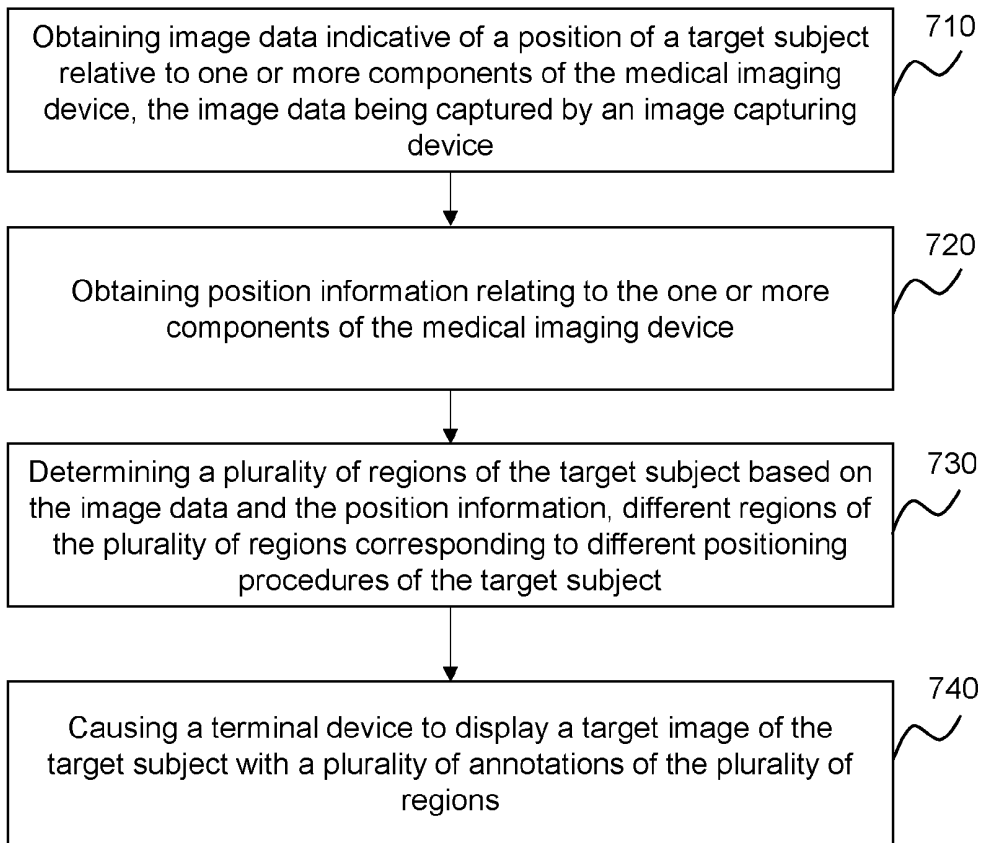 Obtaining image data indicative of a position of a target subject
relative to one or more components of the medical imaging
device, the image data being captured by an image capturing
device
710
Obtaining position information relating to the one or more
components of the medical imaging device
720
Determining a plurality of regions of the target subject based on
the image data and the position information, different regions of
the plurality of regions corresponding to different positioning
procedures of the target subject
730
Causing a terminal device to display a target image of the
target subject with a plurality of annotations of the plurality of
regions
740